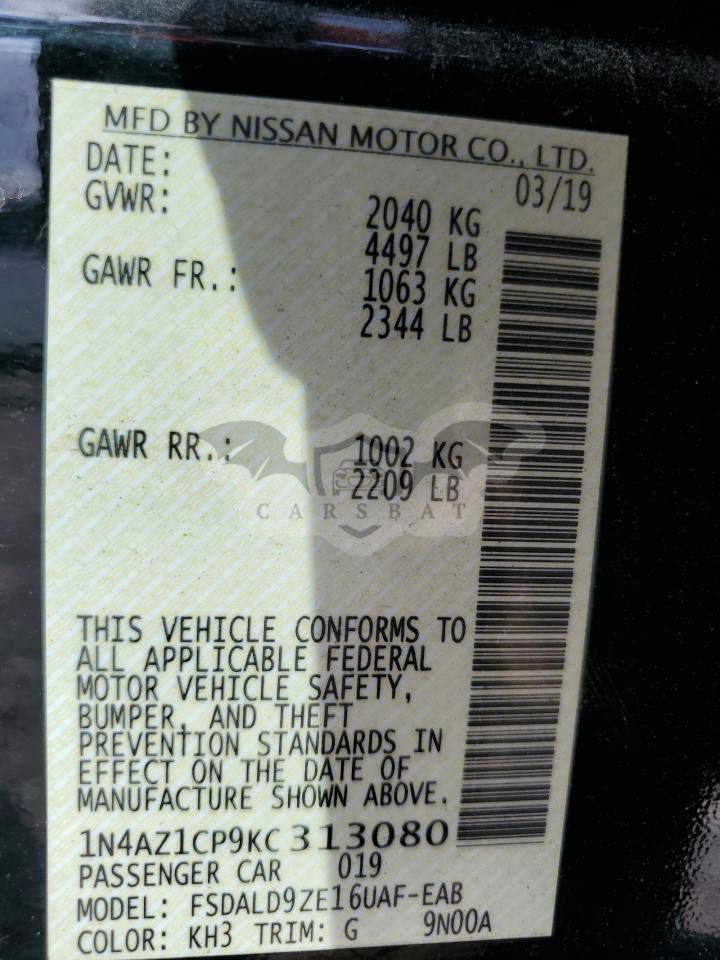 MFD BY NISSAN MOTOR CO., LTD.
DATE: 03/19
GVWR: 2040 KG
4497 LB
GAWR FR.: 1063 KG
2344 LB
GAWR RR.: 1002 KG
2209 LB
CARSBAT
THIS VEHICLE CONFORMS TO
ALL APPLICABLE FEDERAL
MOTOR VEHICLE SAFETY,
BUMPER, AND THEFT
PREVENTION STANDARDS IN
EFFECT ON THE DATE OF
MANUFACTURE SHOWN ABOVE.
1N4AZ1CP9KC 313080
PASSENGER CAR 019
MODEL: FSDALD9ZE16UAF-EAB
COLOR: KH3 TRIM: G 9N00A